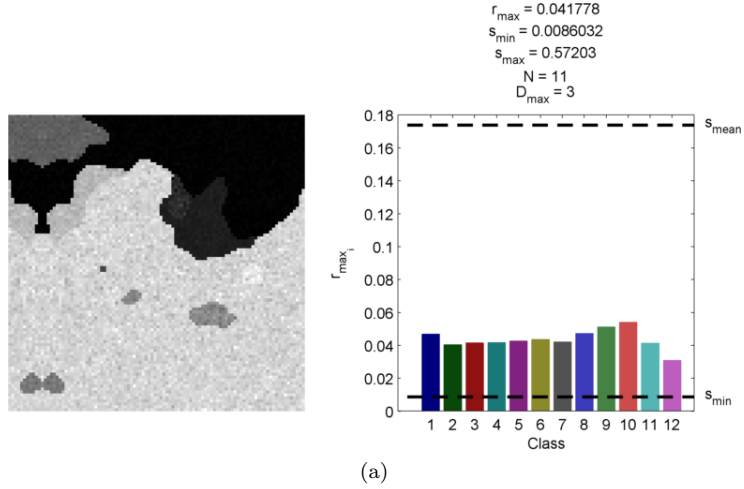 r_max = 0.041778
s_min = 0.0086032
s_max = 0.57203
N = 11
D_max = 3
0.18
s_mean
0.16
0.14
0.12
0.1
r_max_i
0.08
0.06
0.04
0.02
s_min
0
1 2 3 4 5 6 7 8 9 10 11 12
Class
(a)